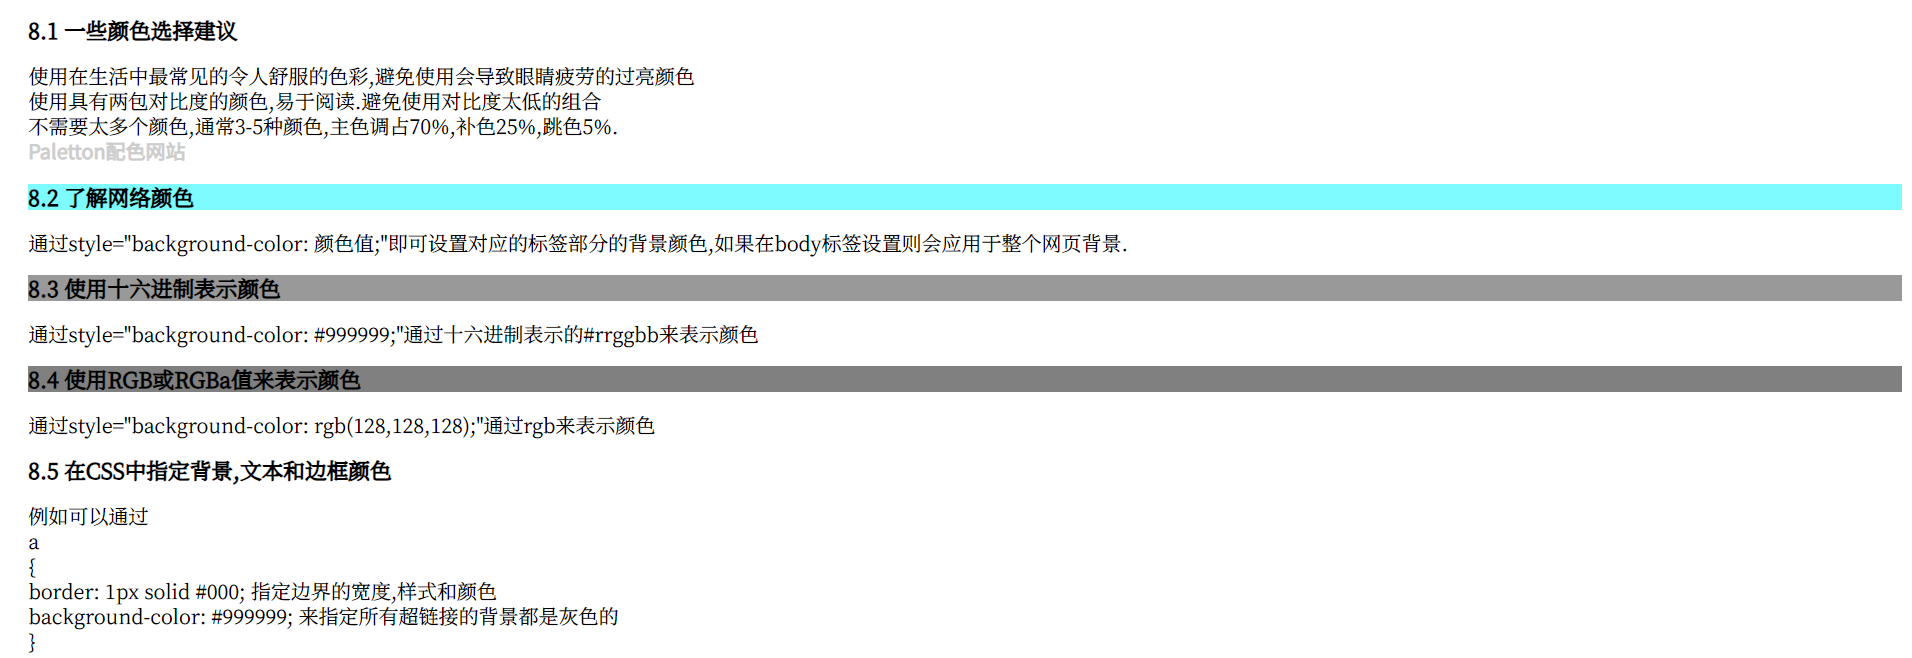 8.1 一些颜色选择建议
使用在生活中最常见的令人舒服的色彩,避免使用会导致眼睛疲劳的过亮颜色
使用具有两包对比度的颜色,易于阅读.避免使用对比度太低的组合
不需要太多个颜色,通常3-5种颜色,主色调占70%,补色25%,跳色5%.
Paletton配色网站
8.2 了解网络颜色
通过style="background-color: 颜色值;"即可设置对应的标签部分的背景颜色,如果在body标签设置则会应用于整个网页背景.
8.3 使用十六进制表示颜色
通过style="background-color: #999999;"通过十六进制表示的#rrggbb来表示颜色
8.4 使用RGB或RGBa值来表示颜色
通过style="background-color: rgb(128,128,128);"通过rgb来表示颜色
8.5 在CSS中指定背景,文本和边框颜色
例如可以通过
a
{
border: 1px solid #000; 指定边界的宽度,样式和颜色
background-color: #999999; 来指定所有超链接的背景都是灰色的
}